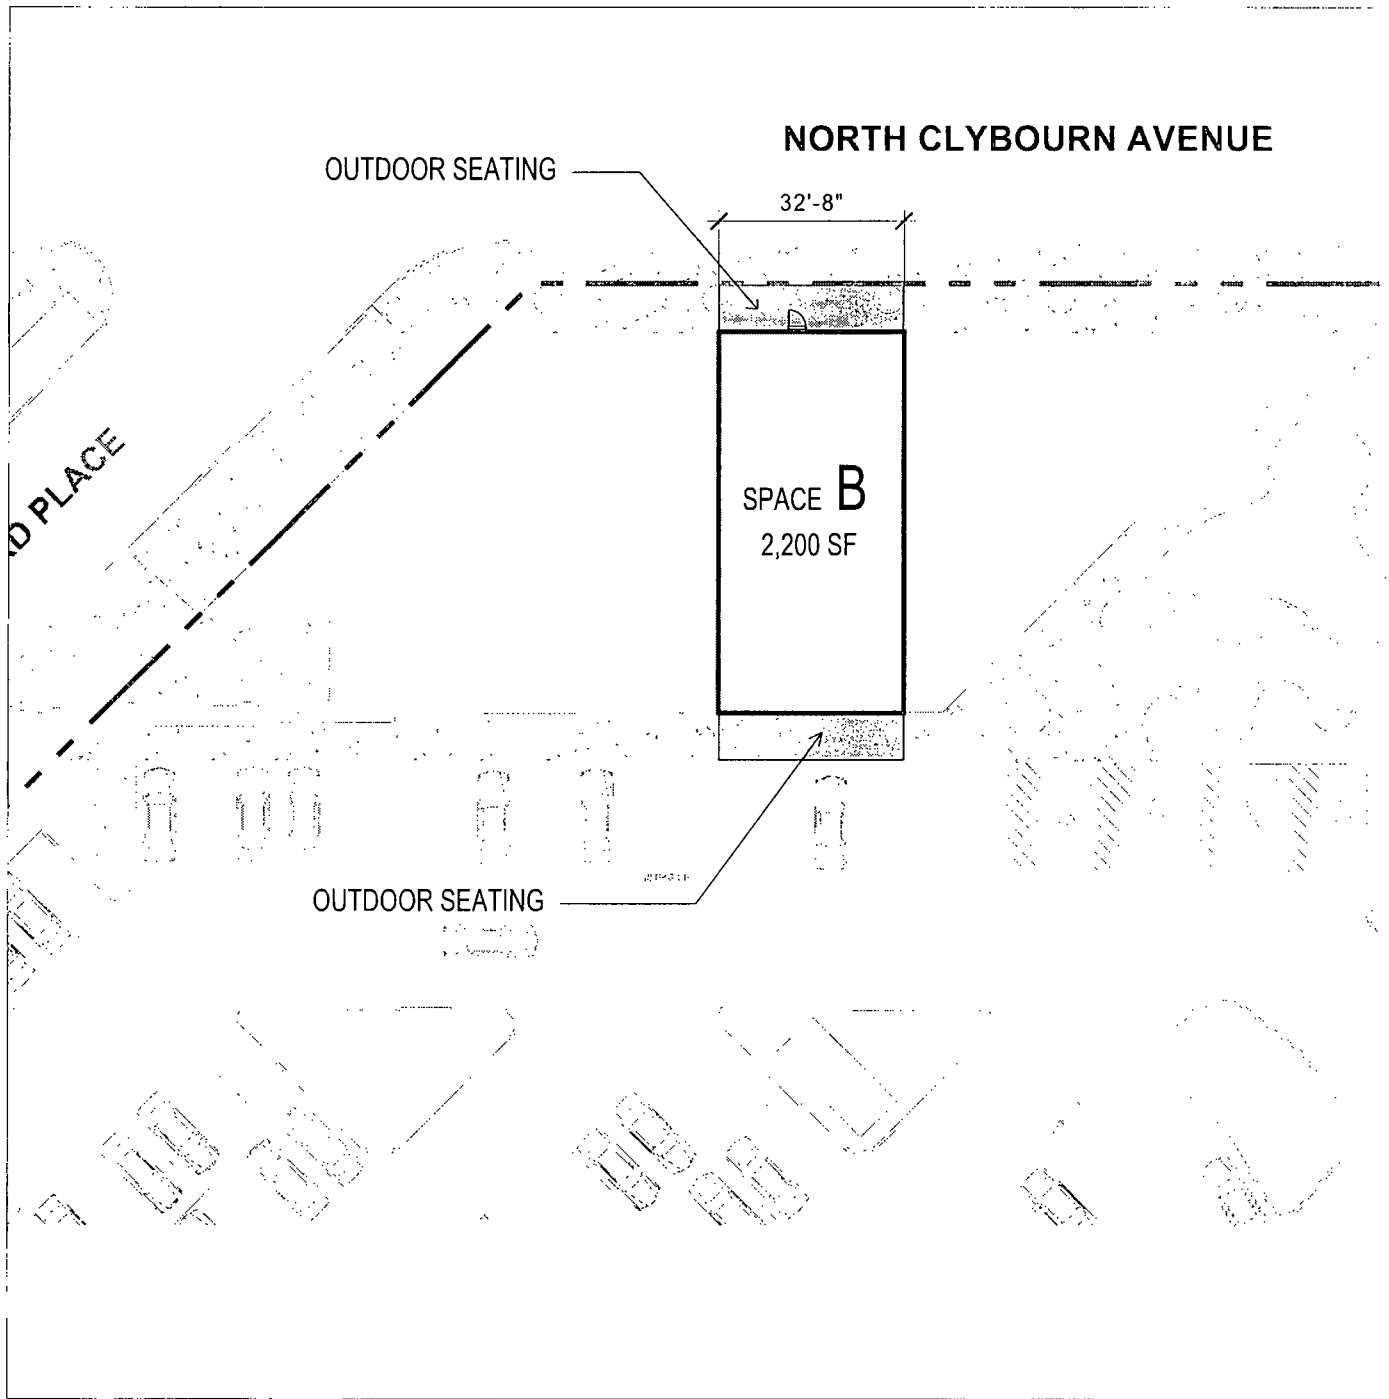 NORTH CLYBOURN AVENUE
OUTDOOR SEATING
32'-8"
PLACE
SPACE B
2,200 SF
OUTDOOR SEATING